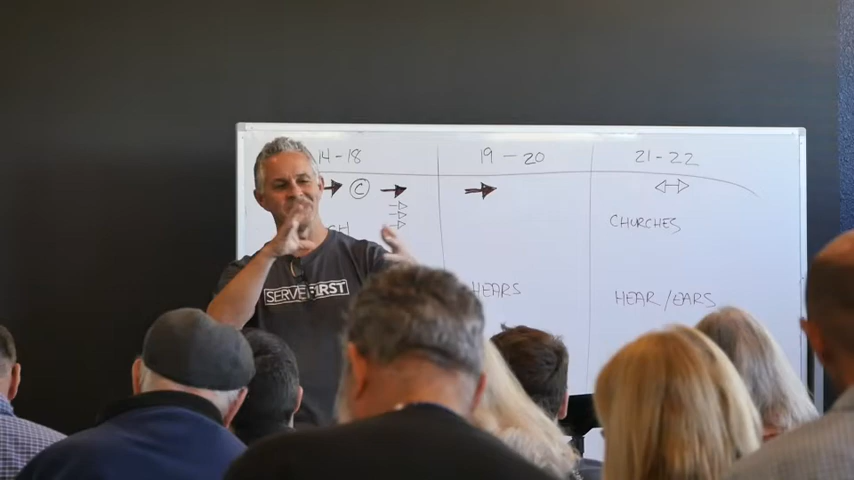 14-18
19 - 20
21-22
C
CHURCHES
HEARS
HEAR/EARS
SERVEFIRST